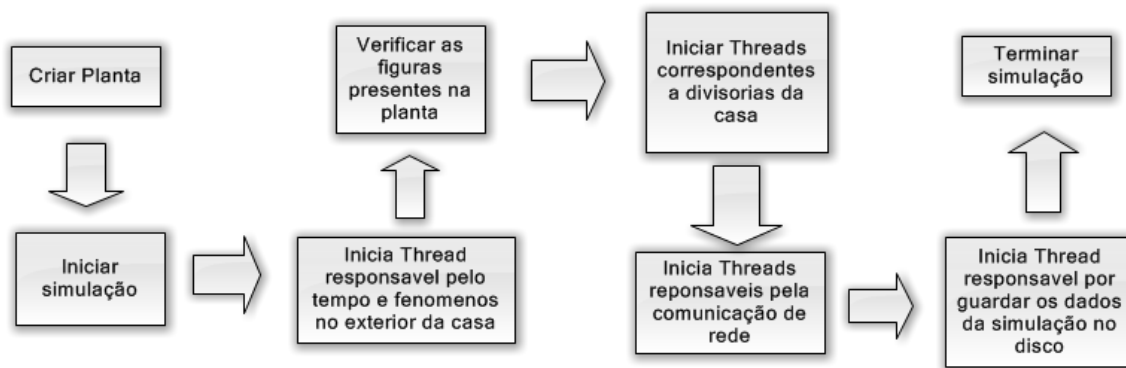 Criar Planta
Iniciar
simulação
Inicia Thread
responsavel pelo
tempo e fenomenos
no exterior da casa
Verificar as
figuras
presentes na
planta
Iniciar Threads
correspondentes
a divisorias da
casa
Inicia Threads
reponsaveis pela
comunicação de
rede
Inicia Thread
responsavel por
guardar os dados
da simulação no
disco
Terminar
simulação